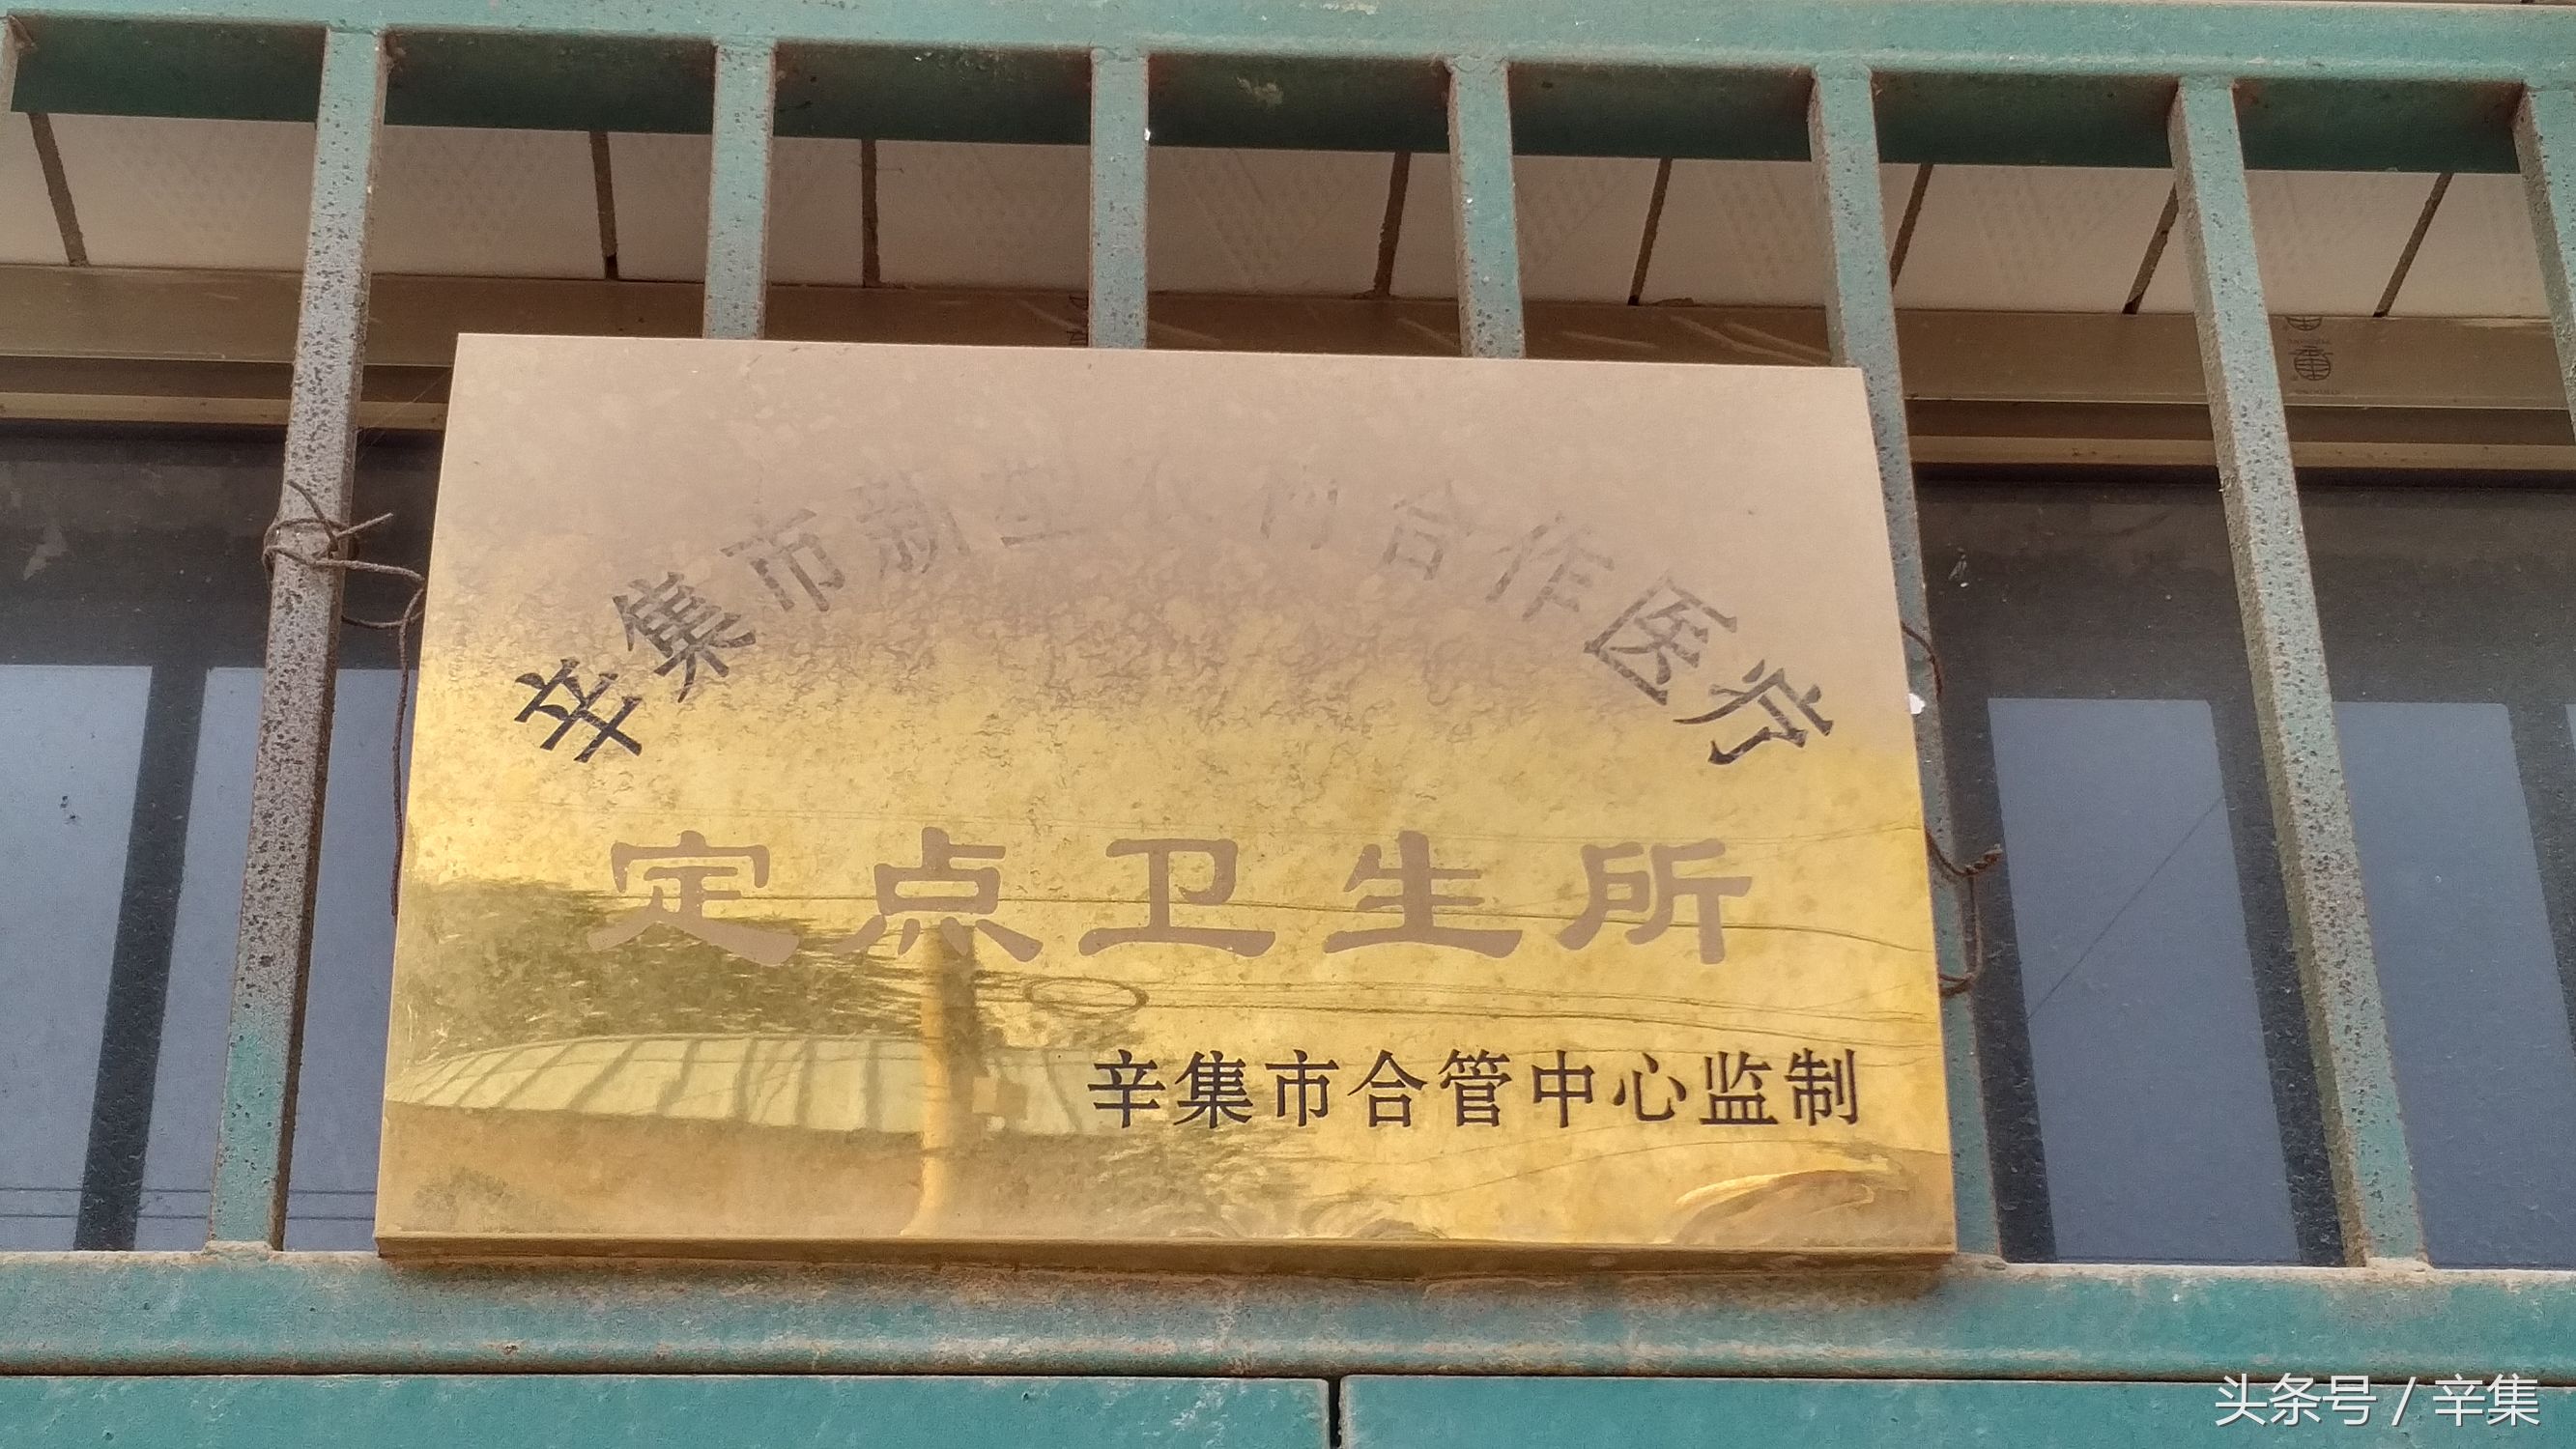 辛集市新型农村合作医疗
定点卫生所
辛集市合管中心监制
头条号 / 辛集